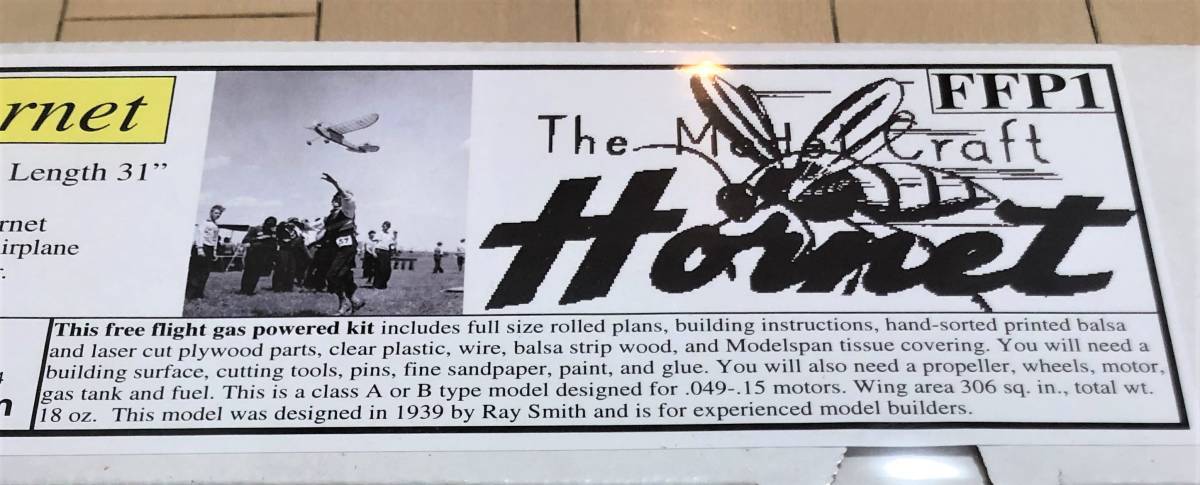 rnet
Length 31”
rnet
irplane
r.
FFP1
The Model Craft
Hornet
57
This free flight gas powered kit includes full size rolled plans, building instructions, hand-sorted printed balsa
and laser cut plywood parts, clear plastic, wire, balsa strip wood, and Modelspan tissue covering. You will need a
building surface, cutting tools, pins, fine sandpaper, paint, and glue. You will also need a propeller, wheels, motor,
gas tank and fuel. This is a class A or B type model designed for .049-.15 motors. Wing area 306 sq. in., total wt.
18 oz. This model was designed in 1939 by Ray Smith and is for experienced model builders.